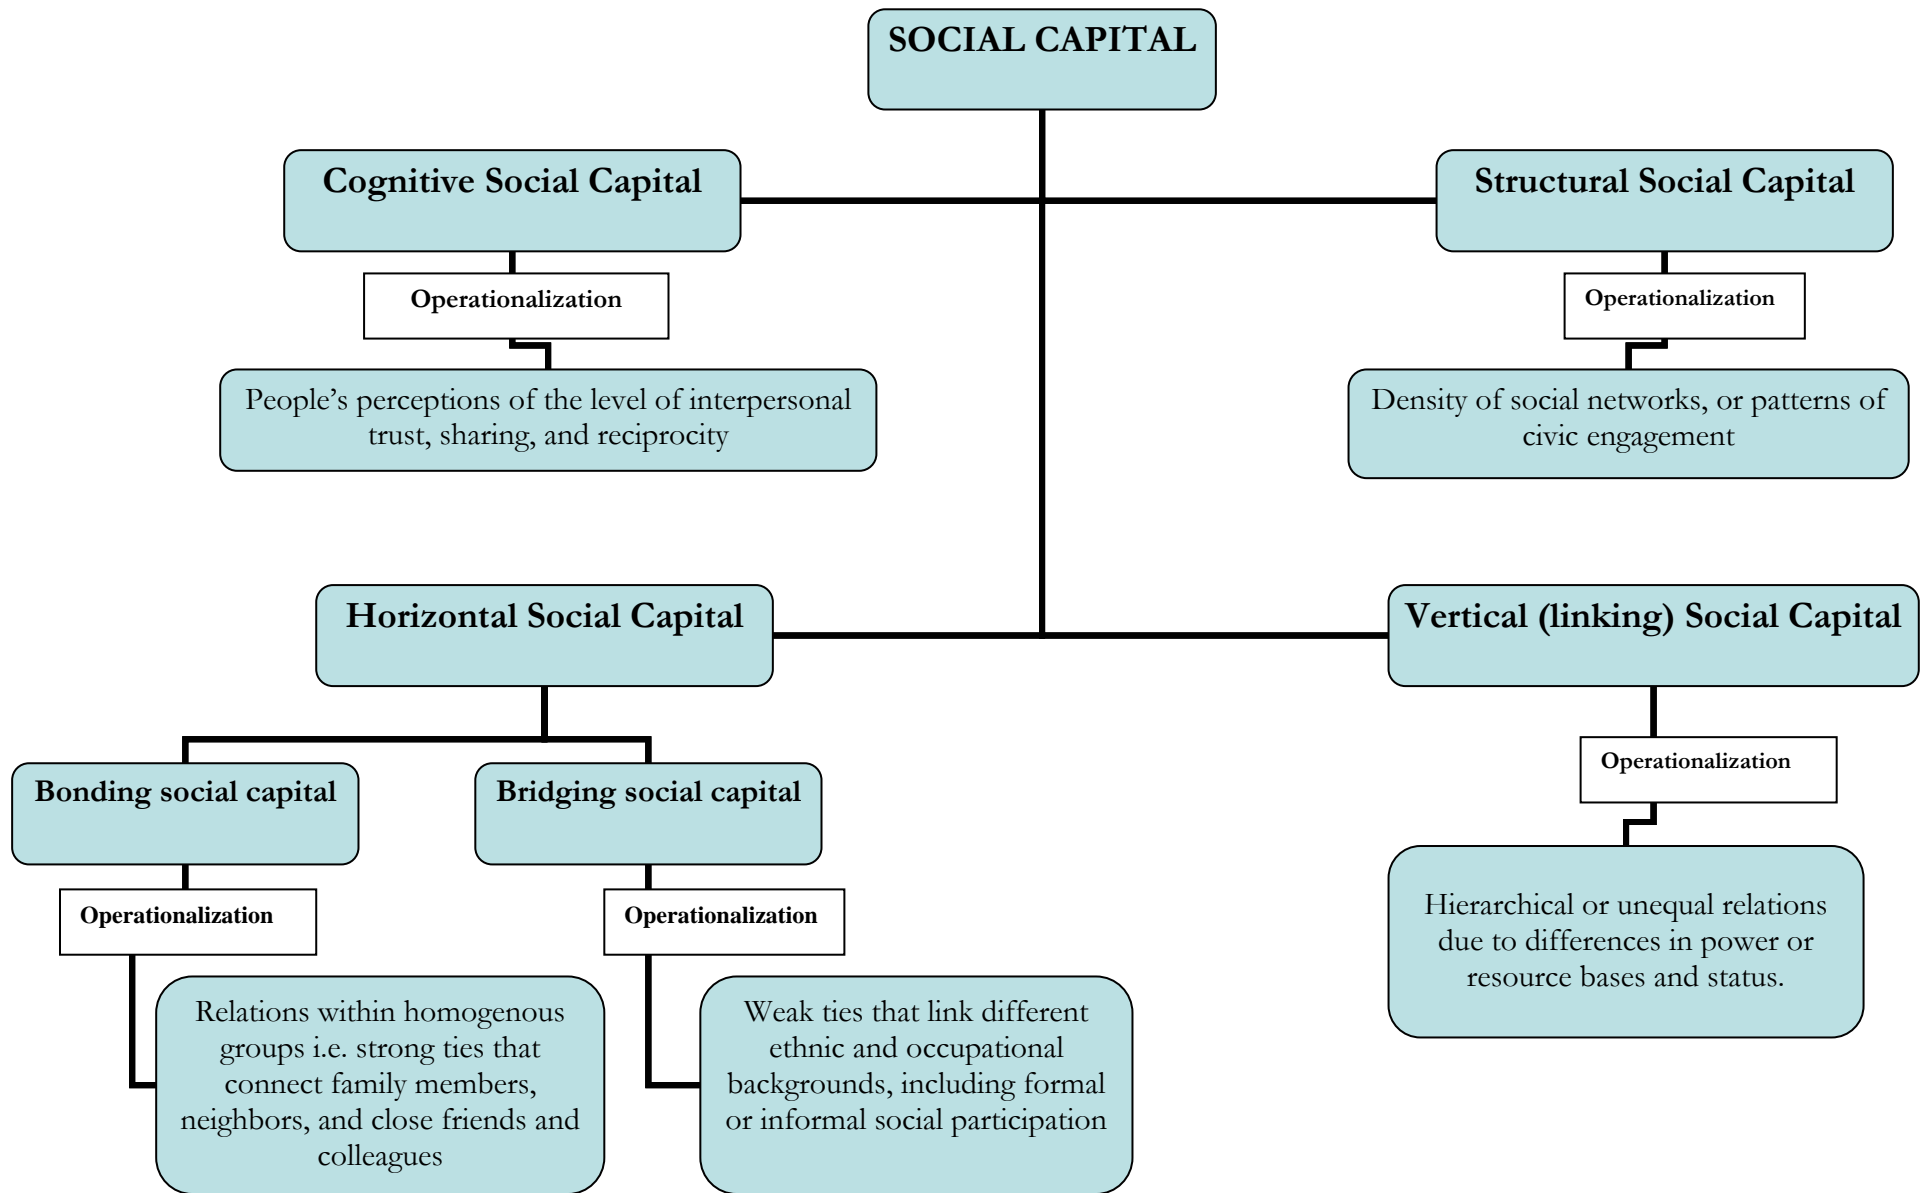 SOCIAL CAPITAL
Cognitive Social Capital
Structural Social Capital
Operationalization
Operationalization
People’s perceptions of the level of interpersonal
trust, sharing, and reciprocity
Density of social networks, or patterns of
civic engagement
Horizontal Social Capital
Vertical (linking) Social Capital
Bonding social capital
Bridging social capital
Operationalization
Operationalization
Operationalization
Relations within homogenous
groups i.e. strong ties that
connect family members,
neighbors, and close friends and
colleagues
Weak ties that link different
ethnic and occupational
backgrounds, including formal
or informal social participation
Hierarchical or unequal relations
due to differences in power or
resource bases and status.